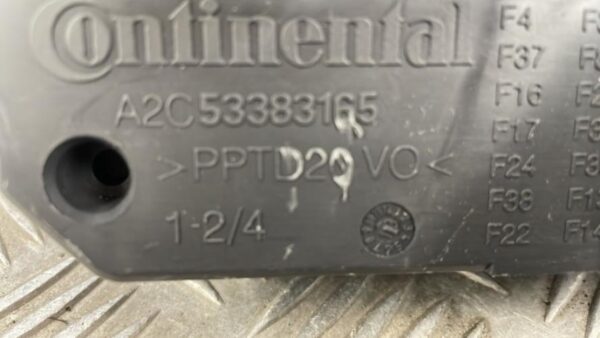 Continental
A2C53383165
>PPTD20 VO<
1-2/4
F4
F37
F16
F17
F24
F38
F22